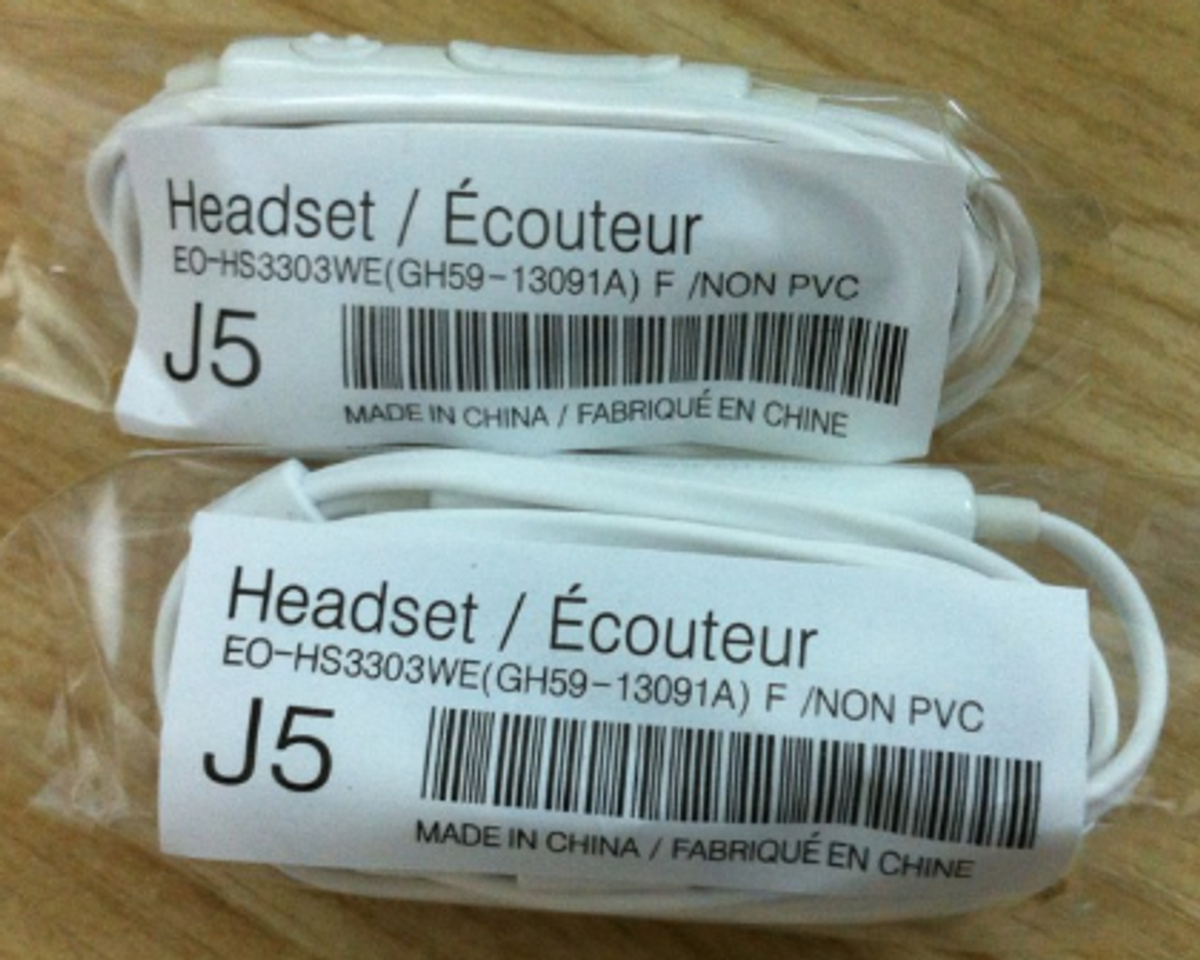 Headset / Écouteur
EO-HS3303WE(GH59-13091A) F /NON PVC
J5
MADE IN CHINA / FABRIQUÉ EN CHINE
Headset / Écouteur
EO-HS3303WE(GH59-13091A) F /NON PVC
J5
MADE IN CHINA / FABRIQUÉ EN CHINE